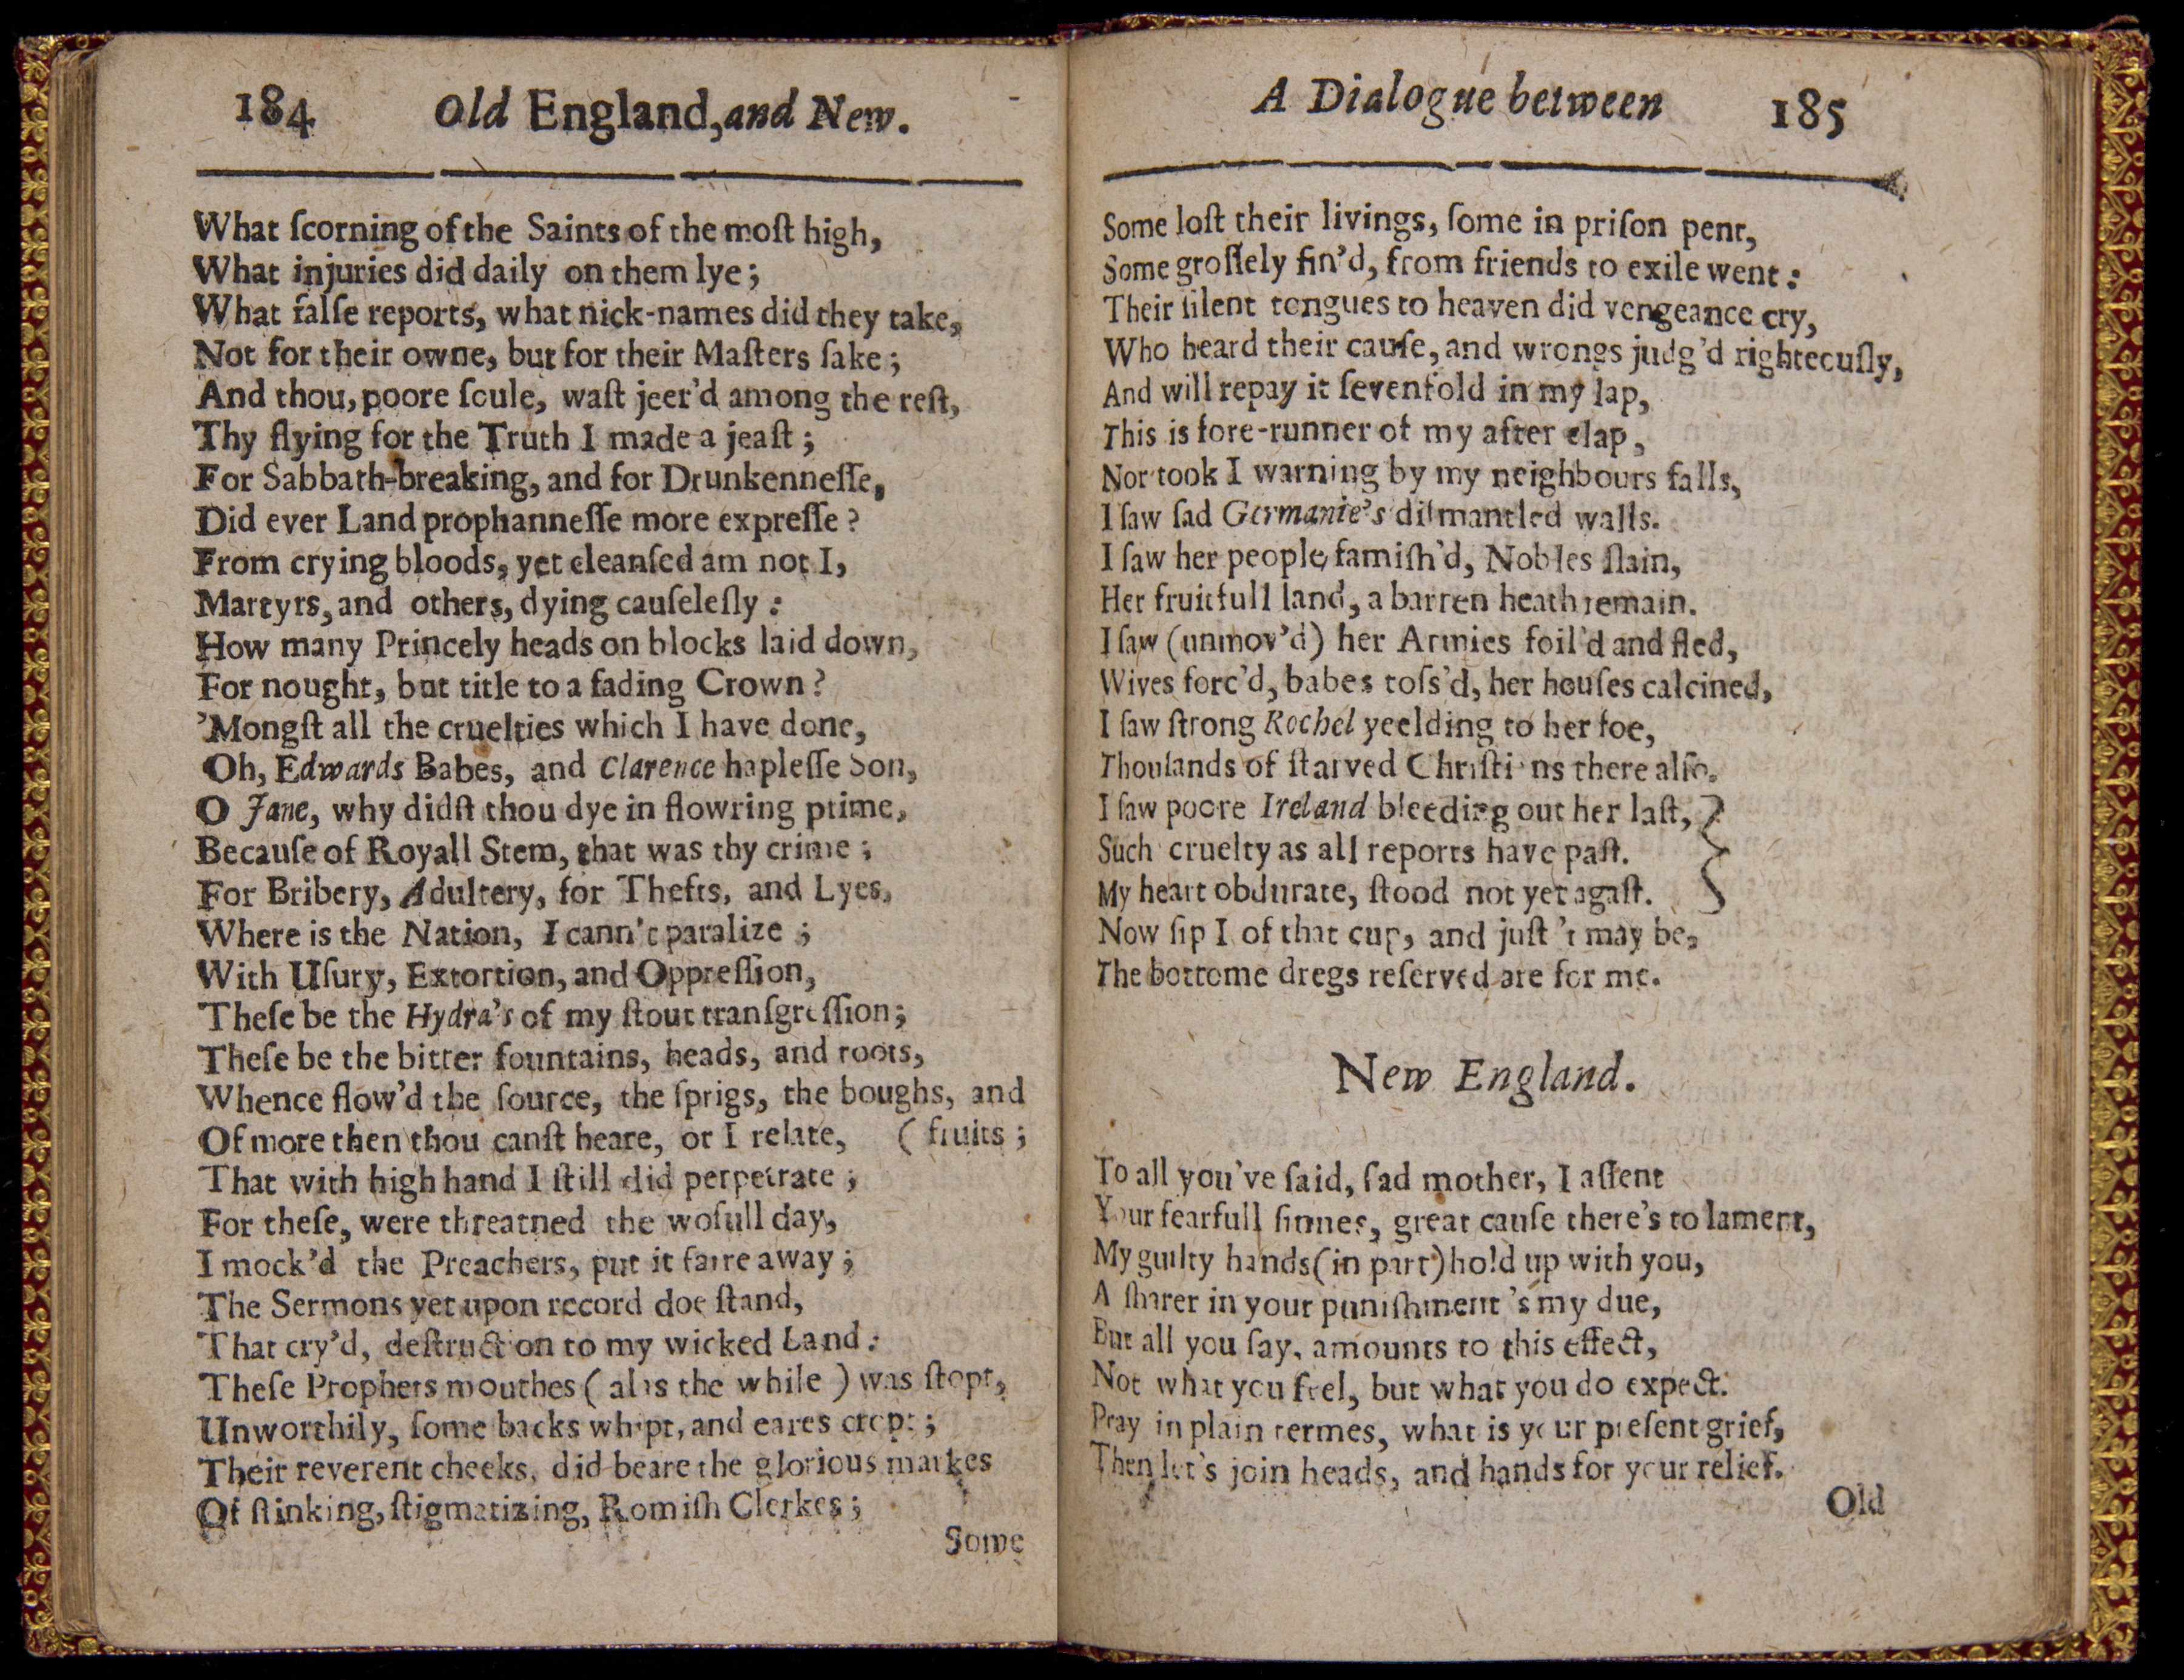 184 Old England, and New.
What ſcorning of the Saints of the moſt high,
What injuries did daily on them lye;
What falſe reports, what nick-names did they take,
Not for their owne, but for their Maſters ſake;
And thou, poore ſoule, waſt jeer'd among the reſt,
Thy flying for the Truth I made a jeaſt;
For Sabbath-breaking, and for Drunkenneſſe,
Did ever Land prophanneſſe more expreſſe?
From crying bloods, yet cleanſed am not I,
Martyrs, and others, dying cauſeleſly:
How many Princely heads on blocks laid down,
For nought, but title to a fading Crown?
'Mongſt all the cruelties which I have done,
Oh, Edwards Babes, and Clarence hapleſſe Son,
O Jane, why didſt thou dye in flowring prime,
Becauſe of Royall Stem, that was thy crime;
For Bribery, Adultery, for Thefts, and Lyes,
Where is the Nation, I cann't paralize;
With Uſury, Extortion, and Oppreſſion,
Theſe be the Hydra's of my ſtout tranſgreſſion;
Theſe be the bitter fountains, heads, and roots,
Whence flow'd the ſource, the ſprigs, the boughs, and
Of more then thou canſt heare, or I relate, (fruits;
That with high hand I ſtill did perpetrate;
For theſe, were threatned the wofull day,
I mock'd the Preachers, put it faire away;
The Sermons yet upon record doe ſtand,
That cry'd, deſtruction to my wicked Land:
Theſe Prophets mouthes (alas the while) was ſtopt,
Unworthily, ſome backs whipt, and eares cropt;
Their reverent cheeks, did beare the glorious markes
Of ſtinking, ſtigmatizing, Romiſh Clerkes;
Some
A Dialogue between 185
Some loſt their livings, ſome in priſon pent,
Some groſſely fin'd, from friends to exile went:
Their ſilent tongues to heaven did vengeance cry,
Who heard their cauſe, and wrongs judg'd righteouſly,
And will repay it ſevenfold in my lap,
This is fore-runner of my after clap,
Nor took I warning by my neighbours falls,
I ſaw ſad Germanie's diſmantled walls.
I ſaw her people famiſh'd, Nobles ſlain,
Her fruitfull land, a barren heath remain.
I ſaw (unmov'd) her Armies foil'd and fled,
Wives forc'd, babes toſs'd, her houſes calcined,
I ſaw ſtrong Rochel yeelding to her foe,
Thouſands of ſtarved Chriſtians there alſo.
I ſaw poore Ireland bleeding out her laſt,
Such cruelty as all reports have paſt.
My heart obdurate, ſtood not yet agaſt.
Now ſip I of that cup, and juſt 't may be,
The bottome dregs reſerved are for me.
New England.
To all you've ſaid, ſad mother, I aſſent
Your fearfull ſinnes, great cauſe there's to lament,
My guilty hands (in part) hold up with you,
A ſharer in your puniſhment's my due,
But all you ſay, amounts to this effect,
Not what you feel, but what you do expect.
Pray in plain termes, what is your preſent grief,
Then let's join heads, and hands for your relief.
Old